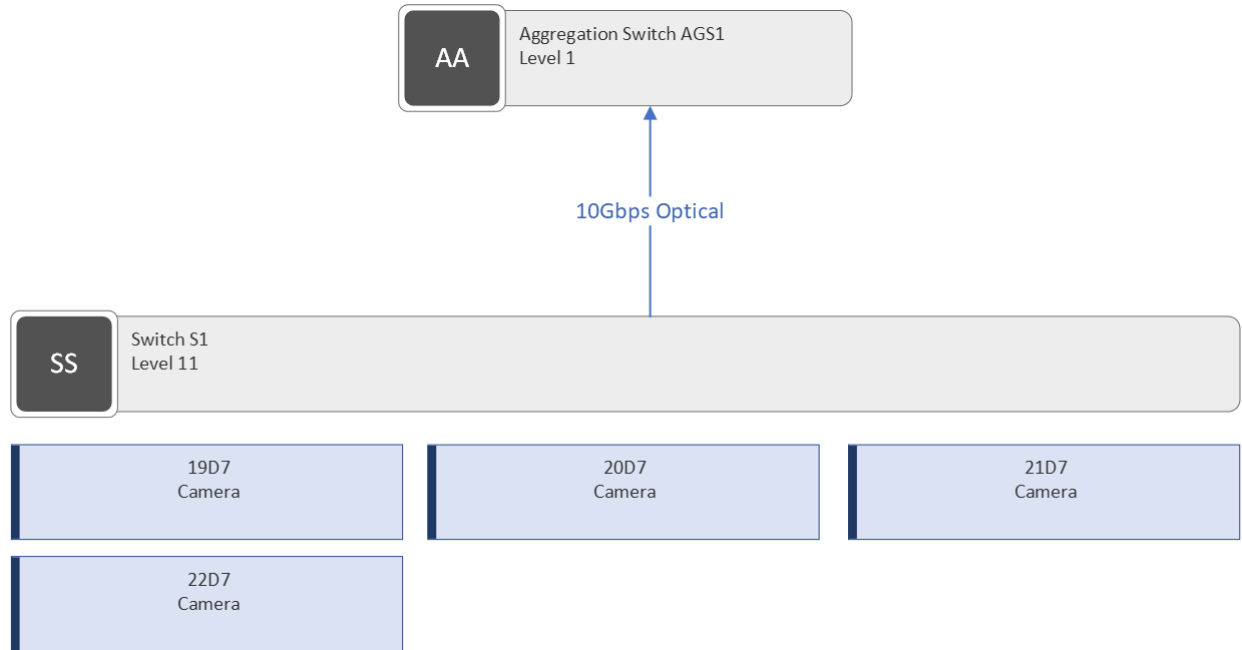 AA
Aggregation Switch AGS1
Level 1
10Gbps Optical
SS
Switch S1
Level 11
19D7
Camera
20D7
Camera
21D7
Camera
22D7
Camera